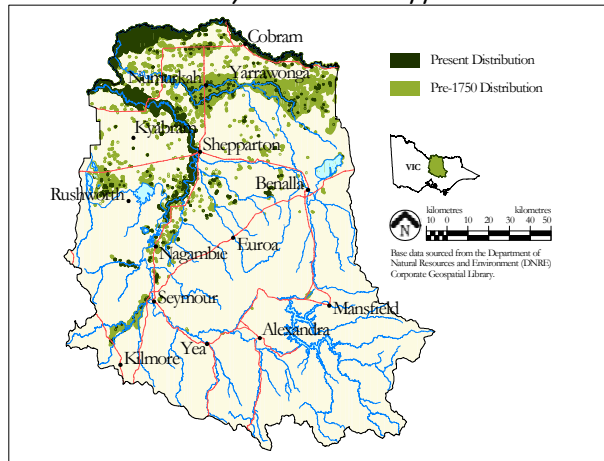 Cobram
Numurkah
Yarrawonga
Kyabram
Shepparton
Benalla
Rushworth
Nagambie
Euroa
Seymour
Mansfield
Alexandra
Yea
Kilmore
Present Distribution
Pre-1750 Distribution
VIC
kilometres kilometres
10 0 10 20 30 40 50
N
Base data sourced from the Department of
Natural Resources and Environment (DNRE)
Corporate Geospatial Library.